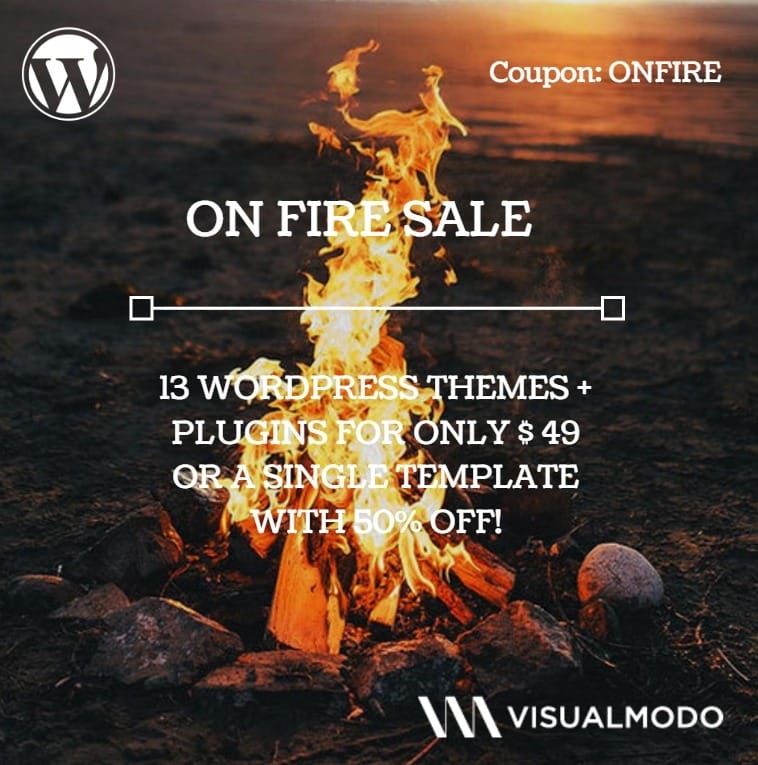 Coupon: ONFIRE
ON FIRE SALE
13 WORDPRESS THEMES +
PLUGINS FOR ONLY $ 49
OR A SINGLE TEMPLATE
WITH 50% OFF!
VISUALMODO